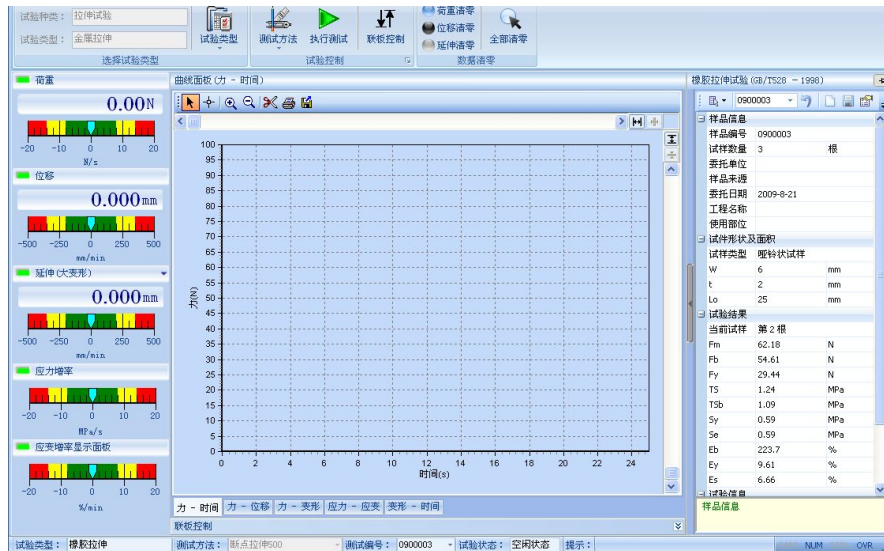 试验种类： 拉伸试验
试验类型： 金属拉伸
选择试验类型
试验类型
测试方法
执行测试
联板控制
试验控制
荷重清零
位移清零
延伸清零
全部清零
数据清零
荷重
0.00N
-20 -10 0 10 20
N/s
位移
0.000mm
-500 -250 0 250 500
mm/min
延伸(大变形)
0.000mm
-500 -250 0 250 500
mm/min
应力增率
-20 -10 0 10 20
MPa/s
应变增率显示面板
-20 -10 0 10 20
%/min
曲线面板(力 - 时间)
力(N)
100
95
90
85
80
75
70
65
60
55
50
45
40
35
30
25
20
15
10
5
0
0 2 4 6 8 10 12 14 16 18 20 22 24
时间(s)
力 - 时间 力 - 位移 力 - 变形 应力 - 应变 变形 - 时间
联板控制
橡胶拉伸试验(GB/T528 - 1998)
0900003
样品信息
样品编号 0900003
试样数量 3 根
委托单位
样品来源
委托日期 2009-8-21
工程名称
使用部位
试件形状及面积
试样类型 哑铃状试样
W 6 mm
t 2 mm
Lo 25 mm
试验结果
当前试样 第 2 根
Fm 62.18 N
Fb 54.61 N
Fy 29.44 N
TS 1.24 MPa
TSb 1.09 MPa
Sy 0.59 MPa
Se 0.59 MPa
Eb 223.7 %
Ey 9.61 %
Es 6.66 %
试验信息
样品信息
试验类型： 橡胶拉伸 测试方法： 断点拉伸500 测试编号： 0900003 试验状态： 空闲状态 提示： NUM OVR